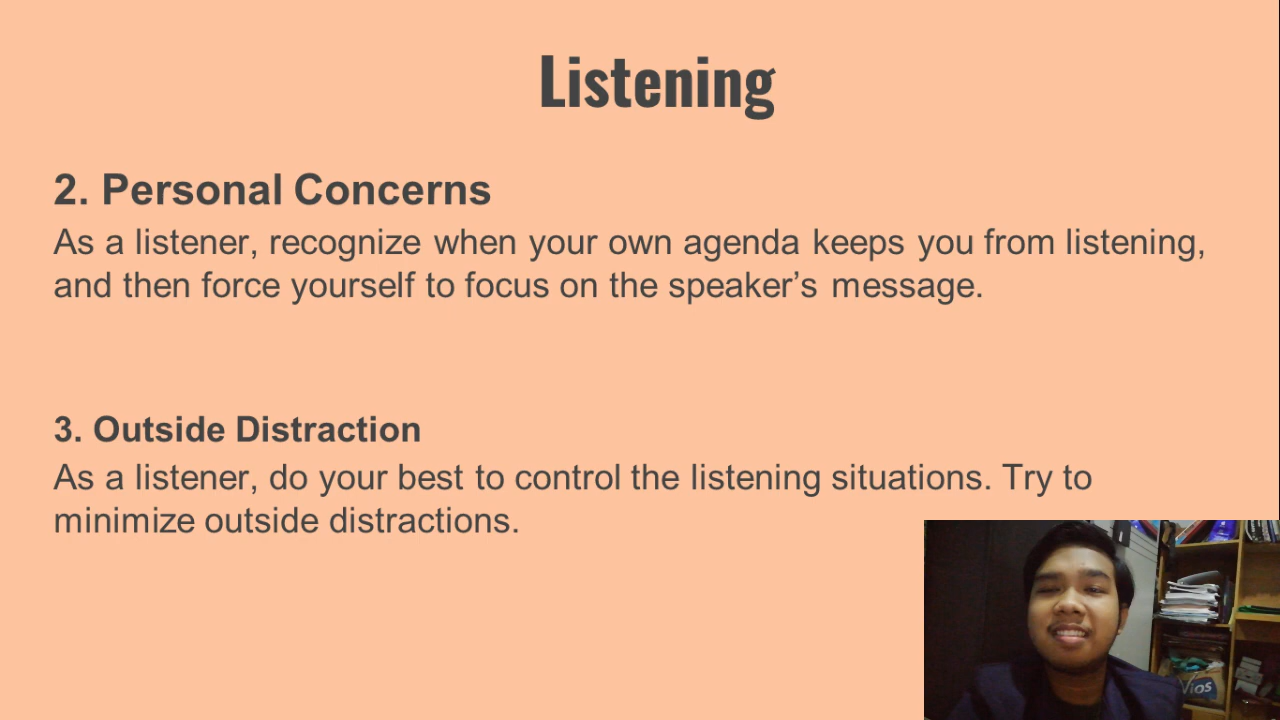 Listening
2. Personal Concerns
As a listener, recognize when your own agenda keeps you from listening,
and then force yourself to focus on the speaker’s message.
3. Outside Distraction
As a listener, do your best to control the listening situations. Try to
minimize outside distractions.
Vios